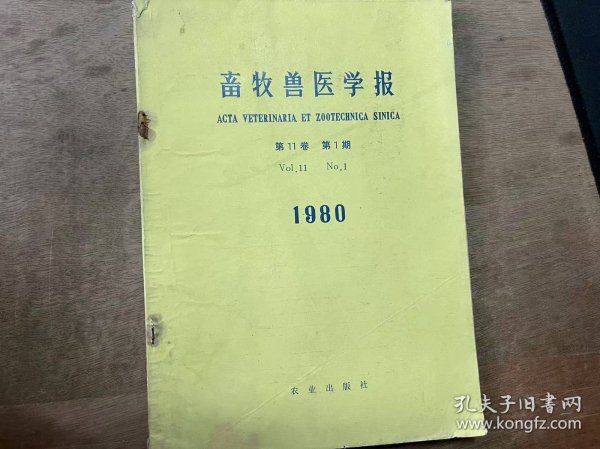 畜牧兽医学报
ACTA VETERINARIA ET ZOOTECHNICA SINICA
第11卷 第1期
Vol.11 No.1
1980
农业出版社
孔夫子旧书网
www.kongfz.com